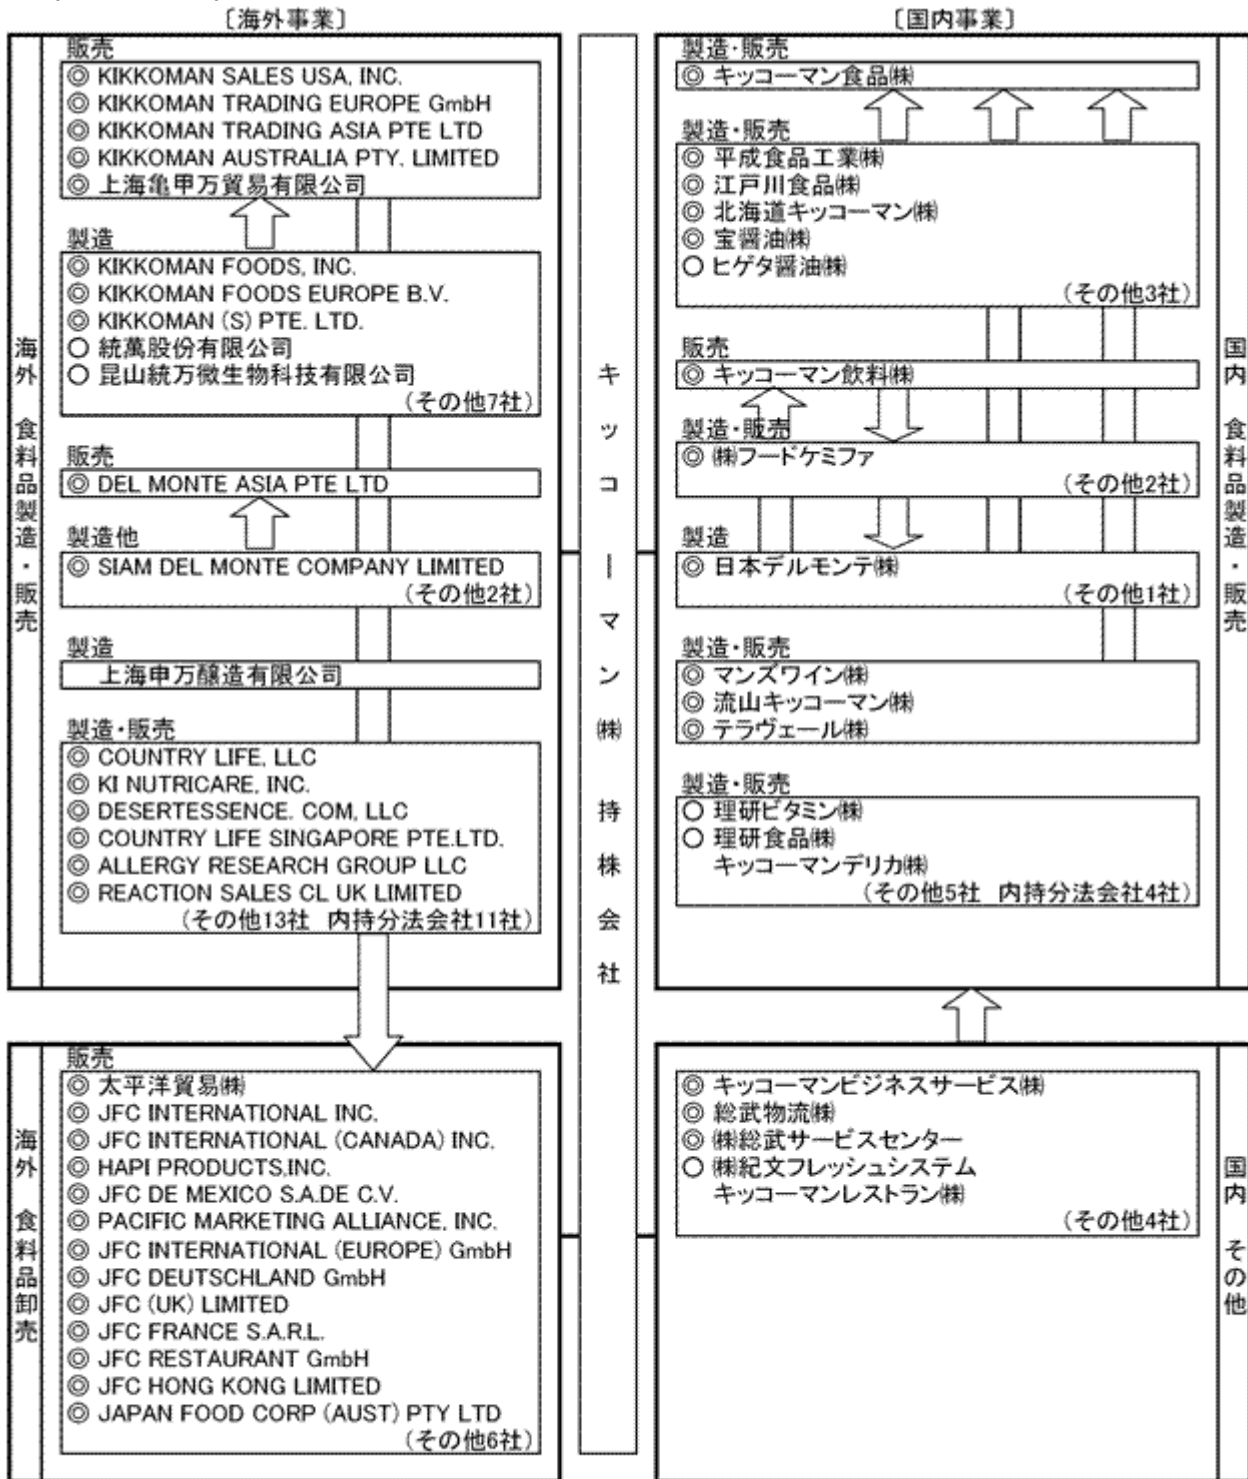 〔海外事業〕
海外 食料品製造・販売
販売
◎ KIKKOMAN SALES USA, INC.
◎ KIKKOMAN TRADING EUROPE GmbH
◎ KIKKOMAN TRADING ASIA PTE LTD
◎ KIKKOMAN AUSTRALIA PTY. LIMITED
◎ 上海亀甲万貿易有限公司
製造
◎ KIKKOMAN FOODS, INC.
◎ KIKKOMAN FOODS EUROPE B.V.
◎ KIKKOMAN (S) PTE. LTD.
○ 統萬股份有限公司
○ 昆山統万微生物科技有限公司
(その他7社)
販売
◎ DEL MONTE ASIA PTE LTD
製造他
◎ SIAM DEL MONTE COMPANY LIMITED
(その他2社)
製造
上海申万醸造有限公司
製造・販売
◎ COUNTRY LIFE, LLC
◎ KI NUTRICARE, INC.
◎ DESERTESSENCE. COM, LLC
◎ COUNTRY LIFE SINGAPORE PTE.LTD.
◎ ALLERGY RESEARCH GROUP LLC
◎ REACTION SALES CL UK LIMITED
(その他13社 内持分法会社11社)
海外 食料品卸売
販売
◎ 太平洋貿易㈱
◎ JFC INTERNATIONAL INC.
◎ JFC INTERNATIONAL (CANADA) INC.
◎ HAPI PRODUCTS,INC.
◎ JFC DE MEXICO S.A.DE C.V.
◎ PACIFIC MARKETING ALLIANCE, INC.
◎ JFC INTERNATIONAL (EUROPE) GmbH
◎ JFC DEUTSCHLAND GmbH
◎ JFC (UK) LIMITED
◎ JFC FRANCE S.A.R.L.
◎ JFC RESTAURANT GmbH
◎ JFC HONG KONG LIMITED
◎ JAPAN FOOD CORP (AUST) PTY LTD
(その他6社)
キッコーマン㈱ 持株会社
〔国内事業〕
製造・販売
◎ キッコーマン食品㈱
製造・販売
◎ 平成食品工業㈱
◎ 江戸川食品㈱
◎ 北海道キッコーマン㈱
◎ 宝醤油㈱
○ ヒゲタ醤油㈱
(その他3社)
販売
◎ キッコーマン飲料㈱
製造・販売
◎ ㈱フードケミファ
(その他2社)
製造
◎ 日本デルモンテ㈱
(その他1社)
製造・販売
◎ マンズワイン㈱
◎ 流山キッコーマン㈱
◎ テラヴェール㈱
製造・販売
○ 理研ビタミン㈱
○ 理研食品㈱
キッコーマンデリカ㈱
(その他5社 内持分法会社4社)
国内 食料品製造・販売
◎ キッコーマンビジネスサービス㈱
◎ 総武物流㈱
◎ ㈱総武サービスセンター
○ ㈱紀文フレッシュシステム
キッコーマンレストラン㈱
(その他4社)
国内 その他